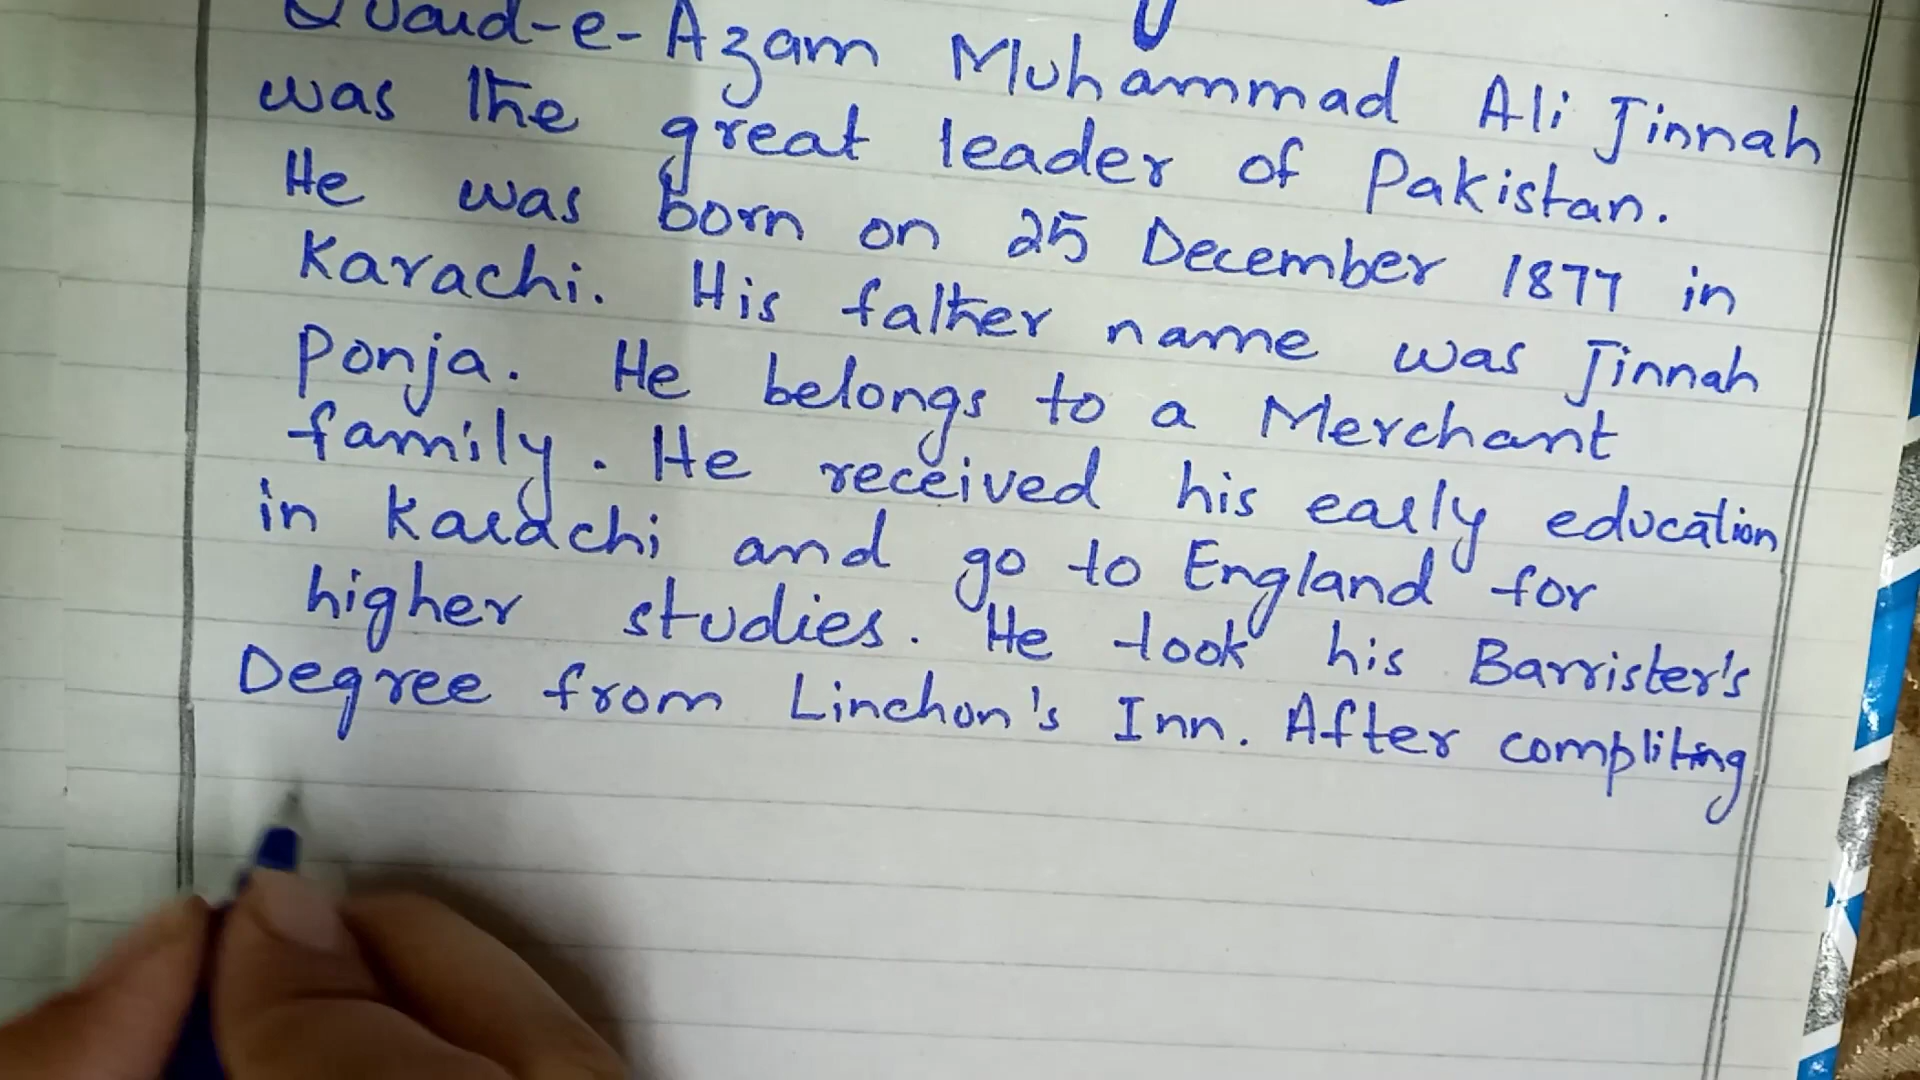 Quaid-e-Azam Muhammad Ali Jinnah
was the great leader of Pakistan.
He was born on 25 December 1877 in
Karachi. His father name was Jinnah
Ponja. He belongs to a Merchant
family. He received his early education
in Karachi and go to England for
higher studies. He took his Barrister's
Degree from Linchon's Inn. After compliting